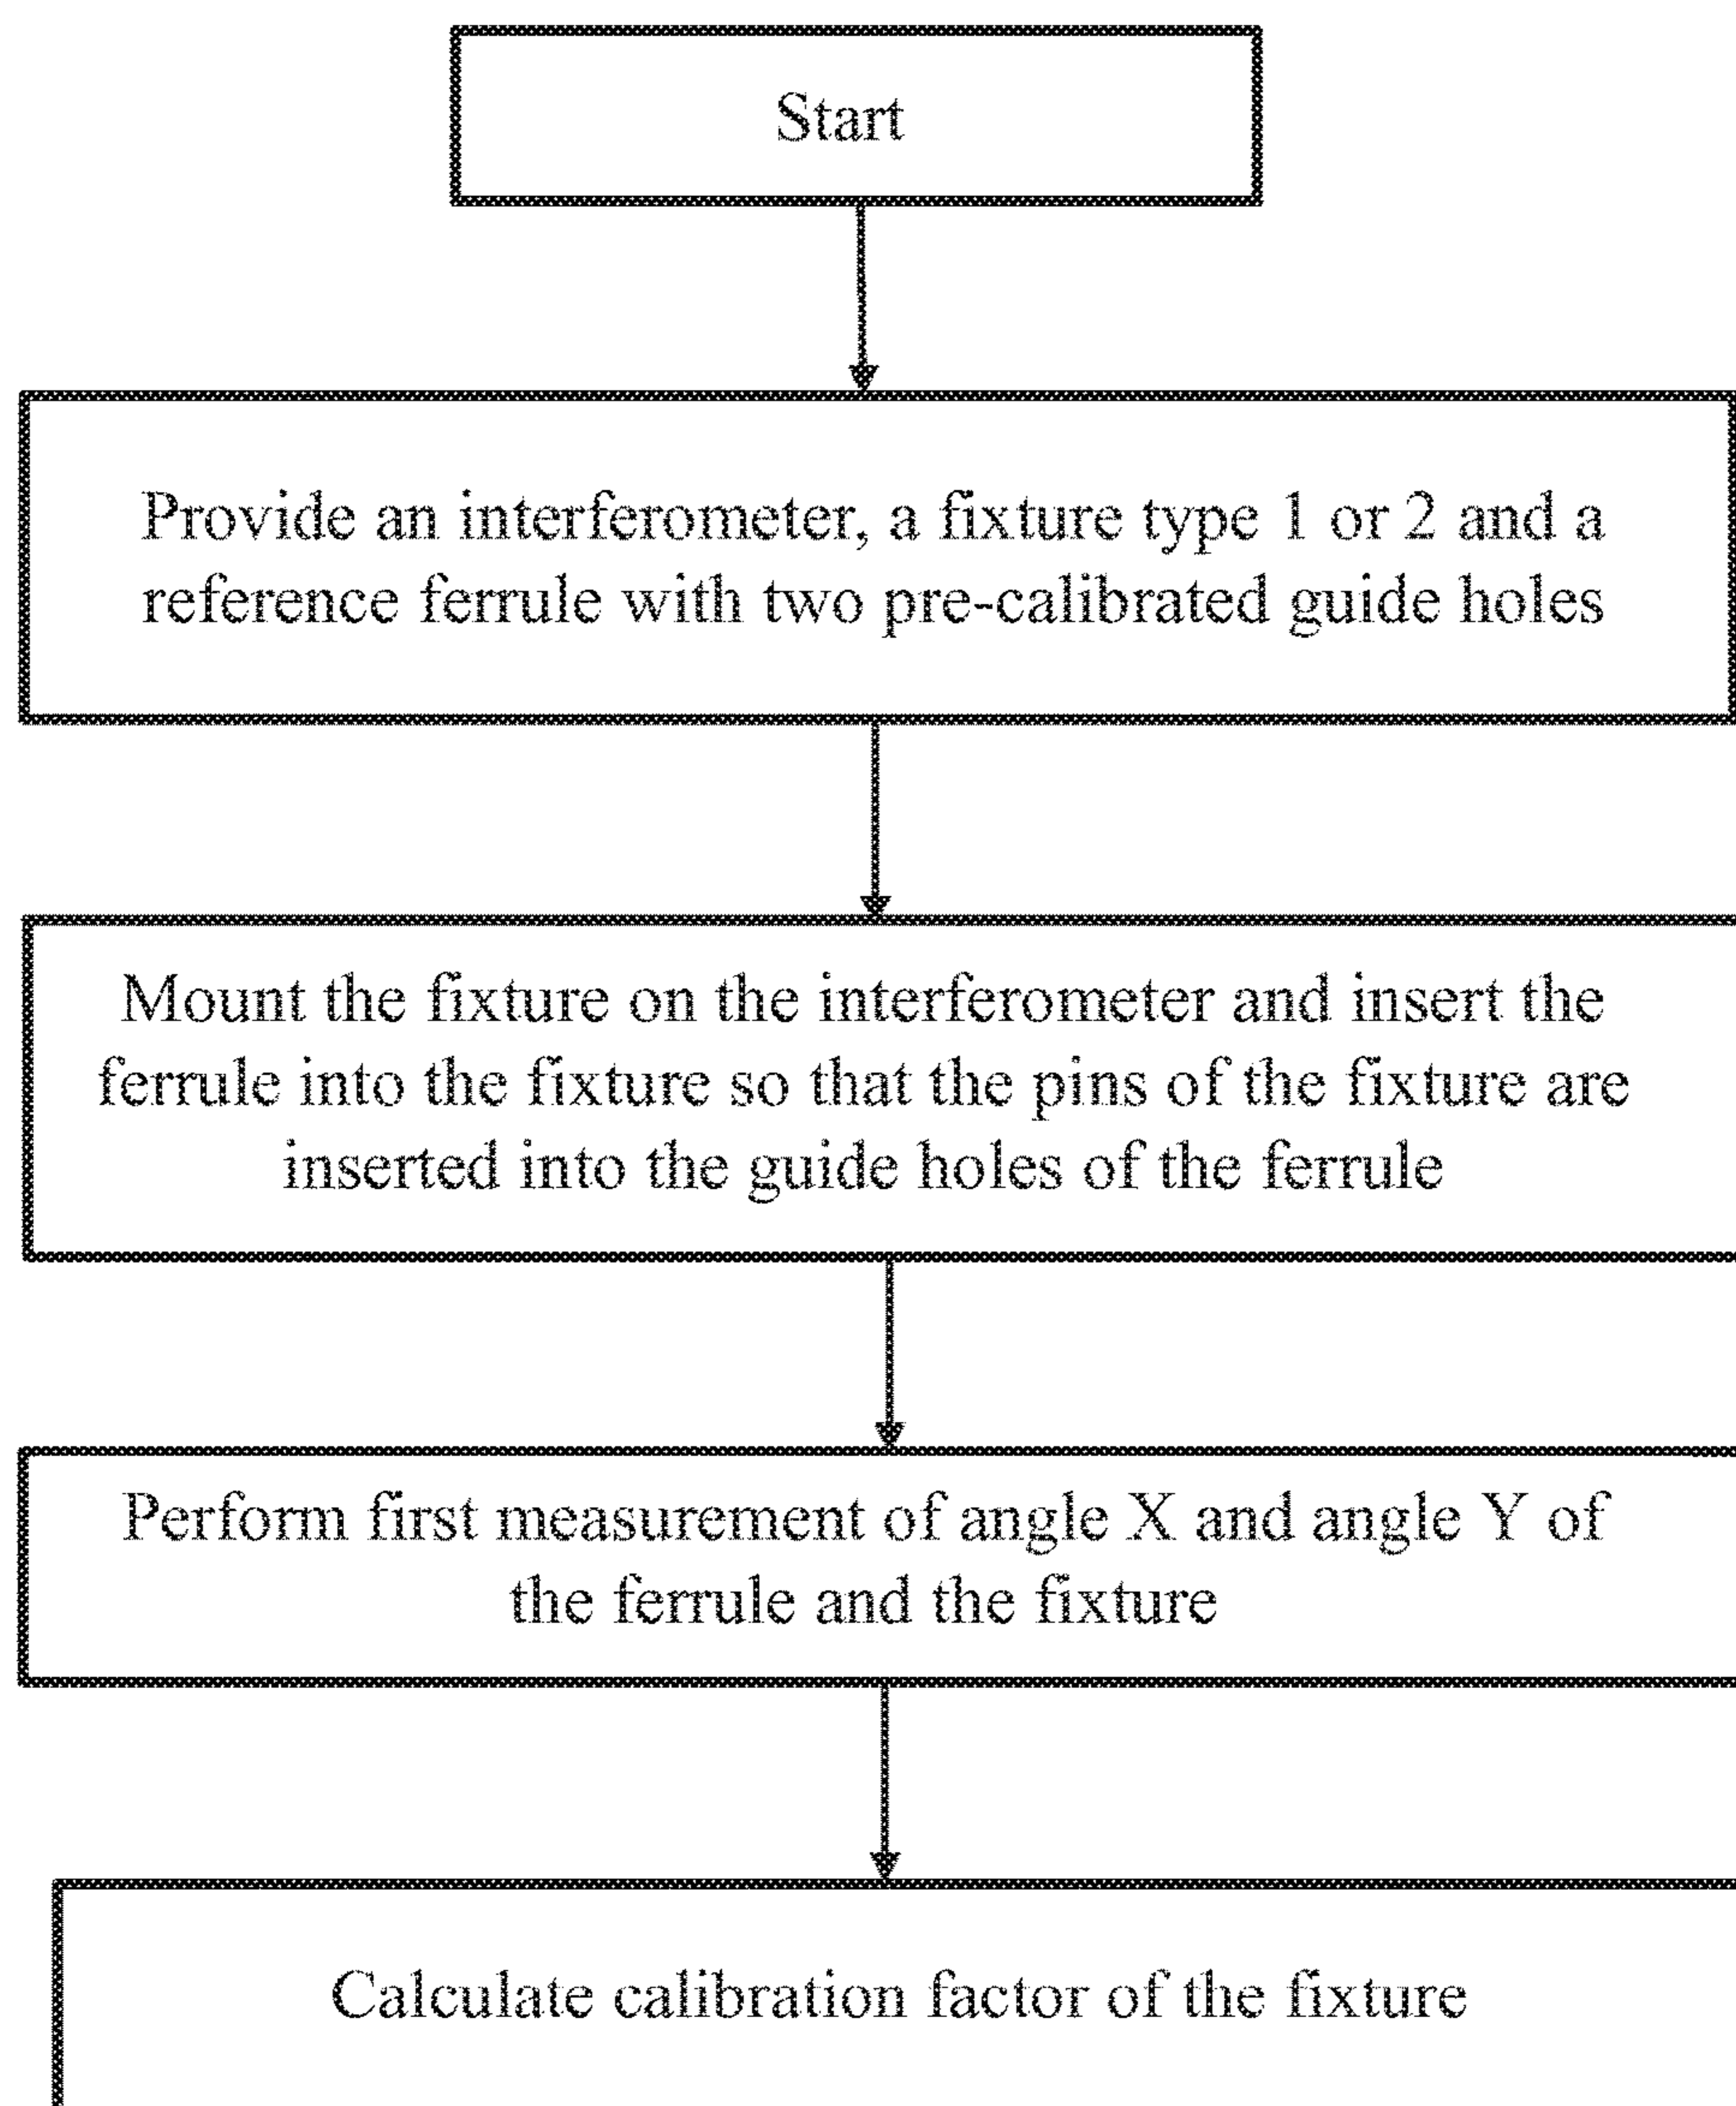 Start
Provide an interferometer, a fixture type 1 or 2 and a
reference ferrule with two pre-calibrated guide holes
Mount the fixture on the interferometer and insert the
ferrule into the fixture so that the pins of the fixture are
inserted into the guide holes of the ferrule
Perform first measurement of angle X and angle Y of
the ferrule and the fixture
Calculate calibration factor of the fixture